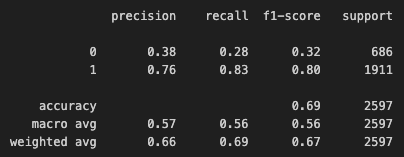 precision recall f1-score support
0 0.38 0.28 0.32 686
1 0.76 0.83 0.80 1911
accuracy 0.69 2597
macro avg 0.57 0.56 0.56 2597
weighted avg 0.66 0.69 0.67 2597